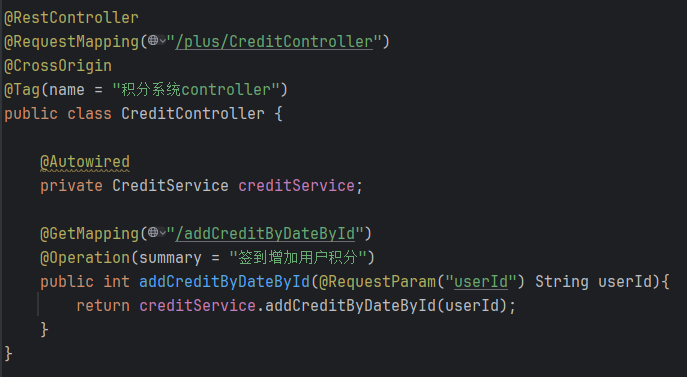 @RestController
@RequestMapping("/plus/CreditController")
@CrossOrigin
@Tag(name = "积分系统controller")
public class CreditController {
@Autowired
private CreditService creditService;
@GetMapping("/addCreditByDateById")
@Operation(summary = "签到增加用户积分")
public int addCreditByDateById(@RequestParam("userId") String userId){
return creditService.addCreditByDateById(userId);
}
}